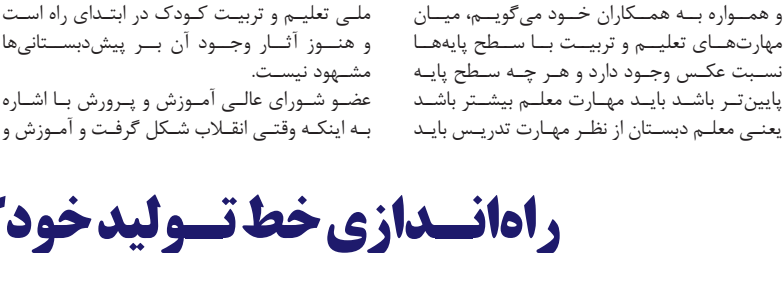 و همواره به همکاران خود می‌گویم، میان
مهارت‌های تعلیم و تربیت با سطح پایه‌ها
نسبت عکس وجود دارد و هر چه سطح پایه
پایین‌تر باشد باید مهارت معلم بیشتر باشد
یعنی معلم دبستان از نظر مهارت تدریس باید
ملی تعلیم و تربیت کودک در ابتدای راه است
و هنوز آثار وجود آن بر پیش‌دبستانی‌ها
مشهود نیست.
عضو شورای عالی آموزش و پرورش با اشاره
به اینکه وقتی انقلاب شکل گرفت و آموزش و
راه‌اندازی خط تولید خود